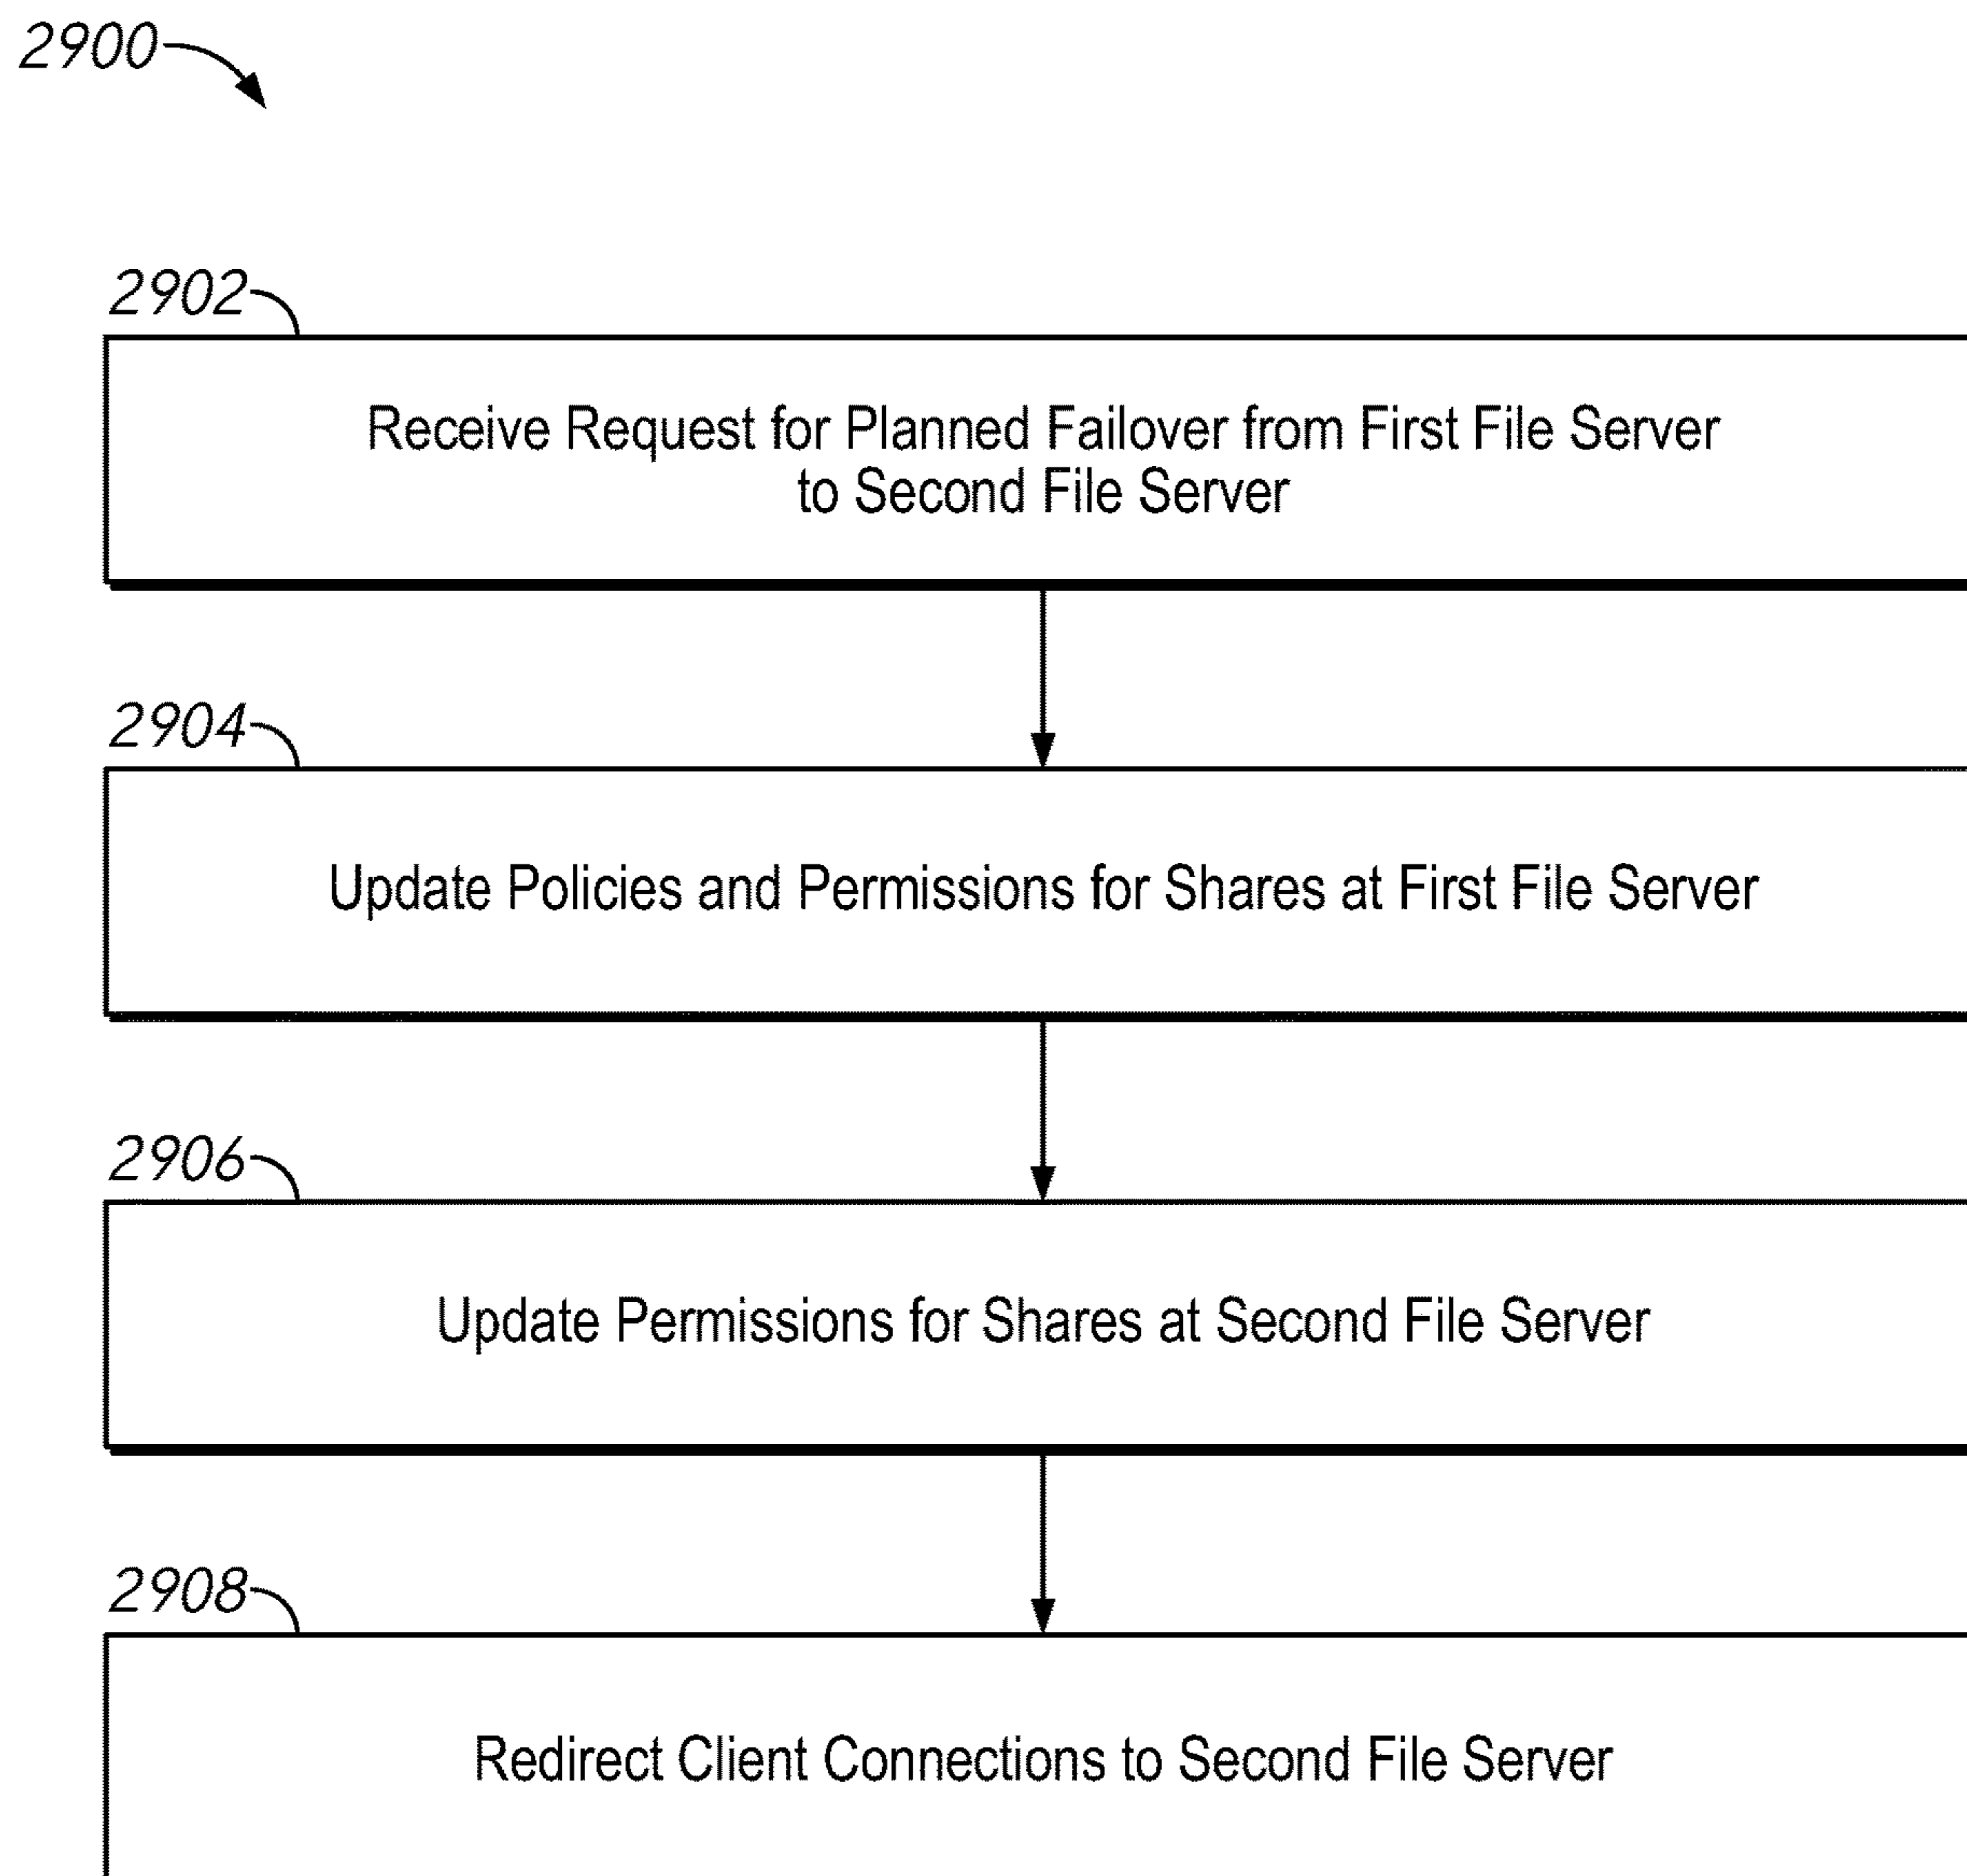 2900
2902
Receive Request for Planned Failover from First File Server
to Second File Server
2904
Update Policies and Permissions for Shares at First File Server
2906
Update Permissions for Shares at Second File Server
2908
Redirect Client Connections to Second File Server